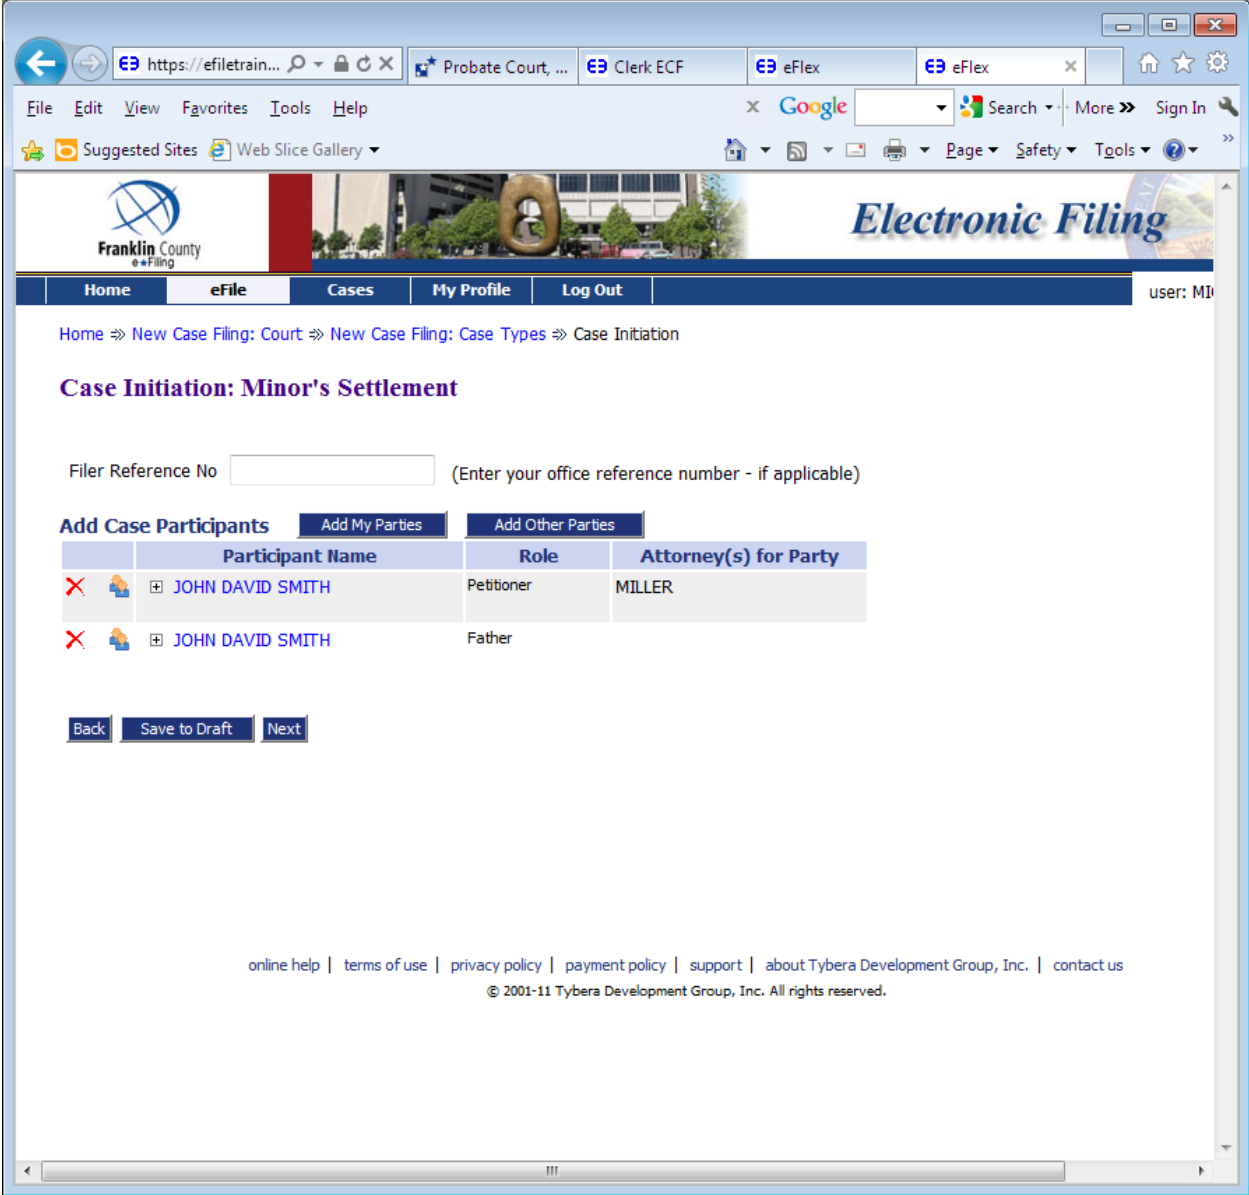 https://efiletrain...
Probate Court, ...
Clerk ECF
eFlex
eFlex
File Edit View Favorites Tools Help
x Google Search More » Sign In
Suggested Sites Web Slice Gallery
Page Safety Tools
Franklin County
e★Filing
Electronic Filing
Home eFile Cases My Profile Log Out
user: MI
Home ⇒ New Case Filing: Court ⇒ New Case Filing: Case Types ⇒ Case Initiation
Case Initiation: Minor's Settlement
Filer Reference No (Enter your office reference number - if applicable)
Add Case Participants Add My Parties Add Other Parties
Participant Name Role Attorney(s) for Party
JOHN DAVID SMITH Petitioner MILLER
JOHN DAVID SMITH Father
Back Save to Draft Next
online help | terms of use | privacy policy | payment policy | support | about Tybera Development Group, Inc. | contact us
© 2001-11 Tybera Development Group, Inc. All rights reserved.